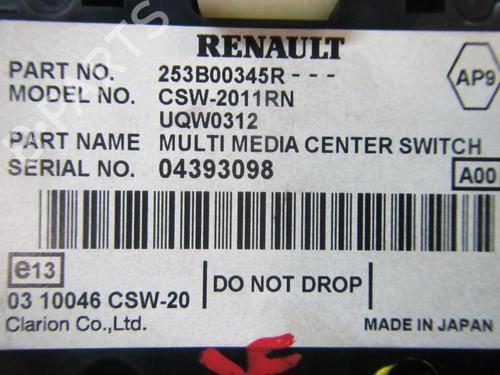 RENAULT
PART NO. 253B00345R - - -
AP9
MODEL NO. CSW-2011RN
UQW0312
PART NAME MULTI MEDIA CENTER SWITCH
SERIAL NO. 04393098
A00
e13
DO NOT DROP
03 10046 CSW-20
Clarion Co.,Ltd.
MADE IN JAPAN
B-PARTS